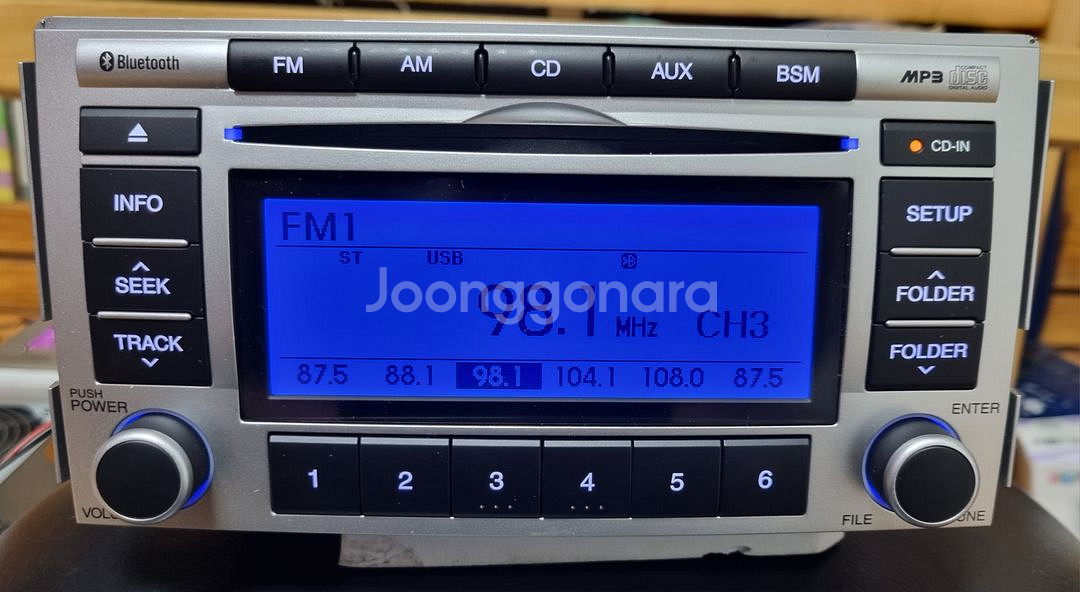 Bluetooth
FM
AM
CD
AUX
BSM
MP3
COMPACT
disc
DIGITAL AUDIO
CD-IN
INFO
SETUP
FM1
ST USB
SEEK
FOLDER
Joonggonara
98.1 MHz CH3
TRACK
FOLDER
87.5 88.1 98.1 104.1 108.0 87.5
PUSH
POWER
ENTER
1 2 3 4 5 6
FILE